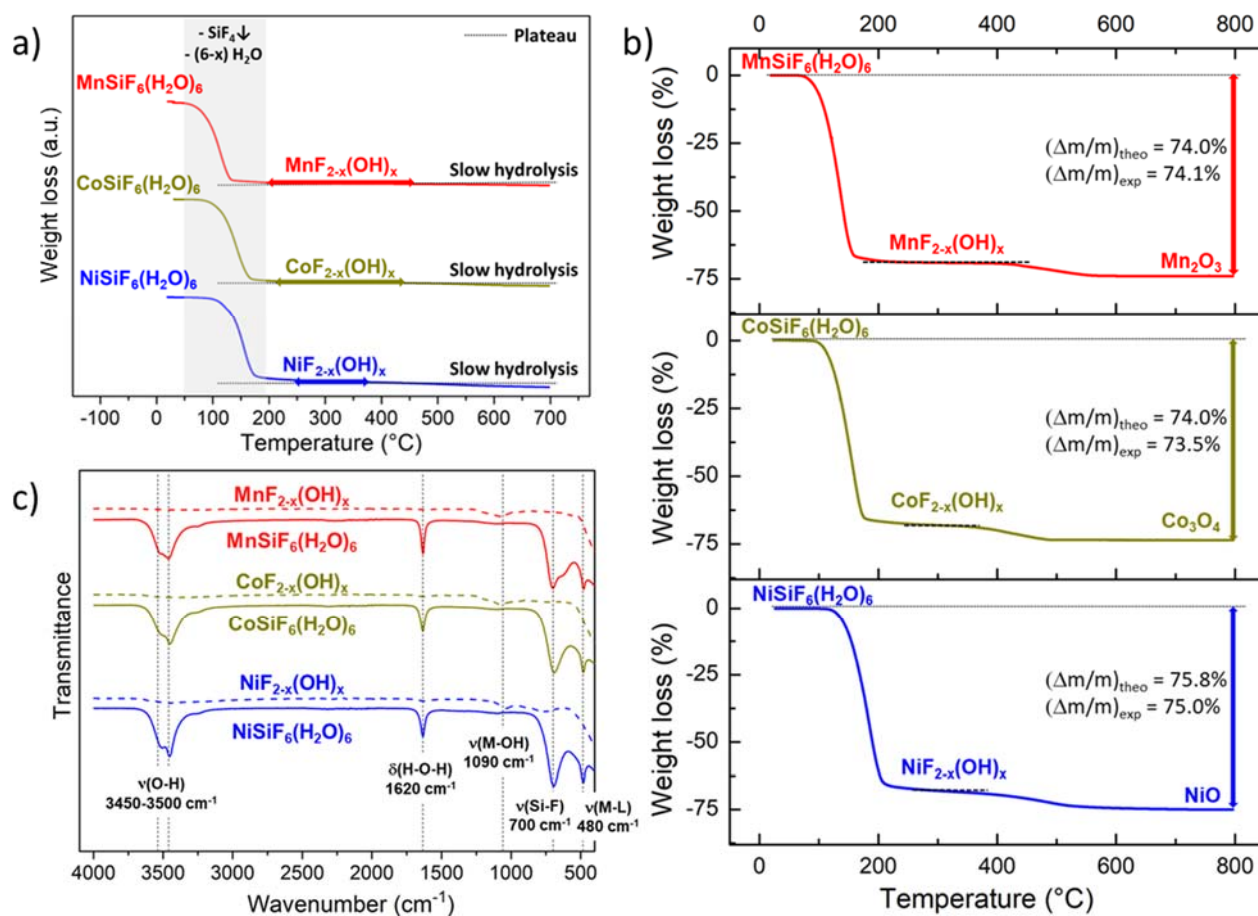 a)
- SiF4↓
- (6-x) H2O
Plateau
MnSiF6(H2O)6
MnF2-x(OH)x
Slow hydrolysis
CoSiF6(H2O)6
CoF2-x(OH)x
Slow hydrolysis
NiSiF6(H2O)6
NiF2-x(OH)x
Slow hydrolysis
Weight loss (a.u.)
-100 0 100 200 300 400 500 600 700
Temperature (°C)
b)
0 200 400 600 800
MnSiF6(H2O)6
0
-25
-50
-75
Weight loss (%)
(Δm/m)theo = 74.0%
(Δm/m)exp = 74.1%
MnF2-x(OH)x
Mn2O3
CoSiF6(H2O)6
0
-25
-50
-75
Weight loss (%)
(Δm/m)theo = 74.0%
(Δm/m)exp = 73.5%
CoF2-x(OH)x
Co3O4
NiSiF6(H2O)6
0
-25
-50
-75
Weight loss (%)
(Δm/m)theo = 75.8%
(Δm/m)exp = 75.0%
NiF2-x(OH)x
NiO
0 200 400 600 800
Temperature (°C)
c)
MnF2-x(OH)x
MnSiF6(H2O)6
CoF2-x(OH)x
CoSiF6(H2O)6
NiF2-x(OH)x
NiSiF6(H2O)6
Transmittance
ν(O-H)
3450-3500 cm-1
δ(H-O-H)
1620 cm-1
ν(M-OH)
1090 cm-1
ν(Si-F)
700 cm-1
ν(M-L)
480 cm-1
4000 3500 3000 2500 2000 1500 1000 500
Wavenumber (cm-1)